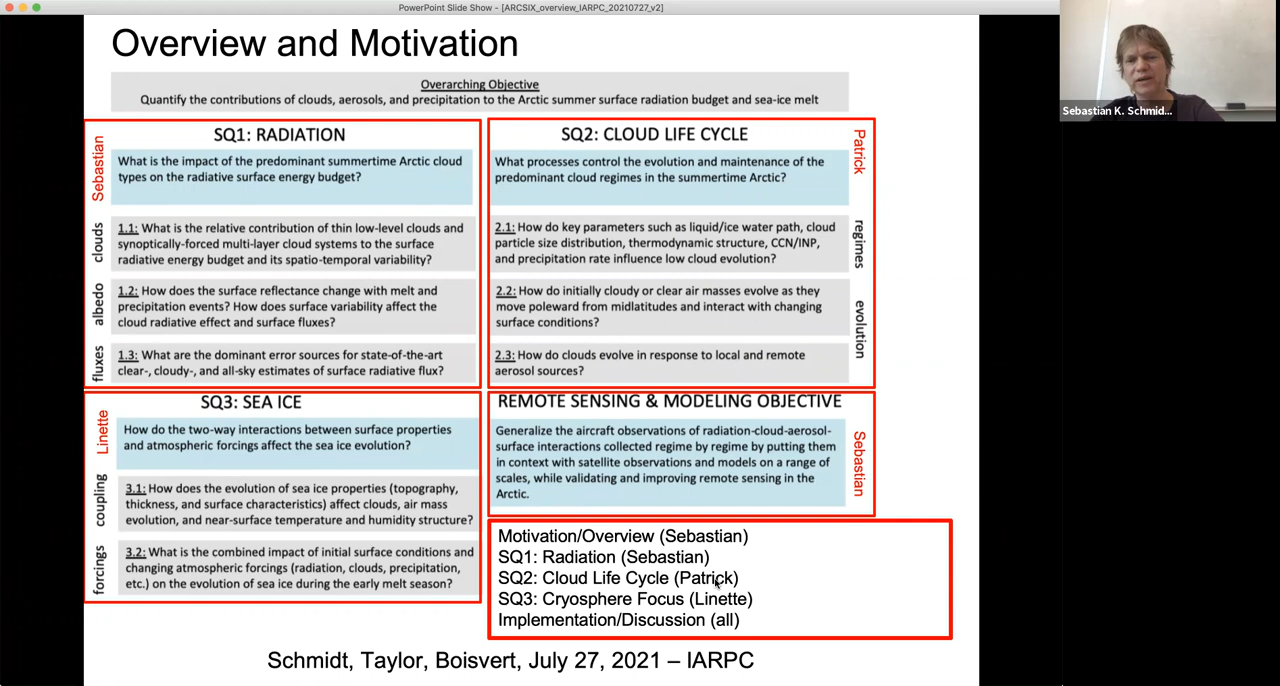 PowerPoint Slide Show - [ARCSIX_overview_IARPC_20210727_v2]
Overview and Motivation
Overarching Objective
Quantify the contributions of clouds, aerosols, and precipitation to the Arctic summer surface radiation budget and sea-ice melt
Sebastian
SQ1: RADIATION
What is the impact of the predominant summertime Arctic cloud
types on the radiative surface energy budget?
clouds
1.1: What is the relative contribution of thin low-level clouds and
synoptically-forced multi-layer cloud systems to the surface
radiative energy budget and its spatio-temporal variability?
albedo
1.2: How does the surface reflectance change with melt and
precipitation events? How does surface variability affect the
cloud radiative effect and surface fluxes?
fluxes
1.3: What are the dominant error sources for state-of-the-art
clear-, cloudy-, and all-sky estimates of surface radiative flux?
SQ2: CLOUD LIFE CYCLE
Patrick
What processes control the evolution and maintenance of the
predominant cloud regimes in the summertime Arctic?
2.1: How do key parameters such as liquid/ice water path, cloud
particle size distribution, thermodynamic structure, CCN/INP,
and precipitation rate influence low cloud evolution?
regimes
2.2: How do initially cloudy or clear air masses evolve as they
move poleward from midlatitudes and interact with changing
surface conditions?
evolution
2.3: How do clouds evolve in response to local and remote
aerosol sources?
Linette
SQ3: SEA ICE
How do the two-way interactions between surface properties
and atmospheric forcings affect the sea ice evolution?
coupling
3.1: How does the evolution of sea ice properties (topography,
thickness, and surface characteristics) affect clouds, air mass
evolution, and near-surface temperature and humidity structure?
forcings
3.2: What is the combined impact of initial surface conditions and
changing atmospheric forcings (radiation, clouds, precipitation,
etc.) on the evolution of sea ice during the early melt season?
REMOTE SENSING & MODELING OBJECTIVE
Sebastian
Generalize the aircraft observations of radiation-cloud-aerosol-
surface interactions collected regime by regime by putting them
in context with satellite observations and models on a range of
scales, while validating and improving remote sensing in the
Arctic.
Motivation/Overview (Sebastian)
SQ1: Radiation (Sebastian)
SQ2: Cloud Life Cycle (Patrick)
SQ3: Cryosphere Focus (Linette)
Implementation/Discussion (all)
Schmidt, Taylor, Boisvert, July 27, 2021 – IARPC
Sebastian K. Schmid...